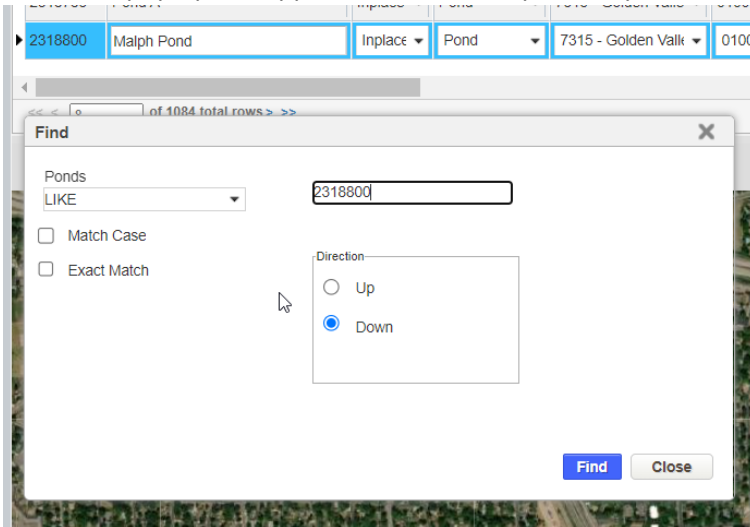 2318800 Malph Pond Inplace Pond 7315 - Golden Valle 0100
<< < of 1084 total rows > >>
Find
Ponds
LIKE 2318800
Match Case
Exact Match
Direction
Up
Down
Find Close